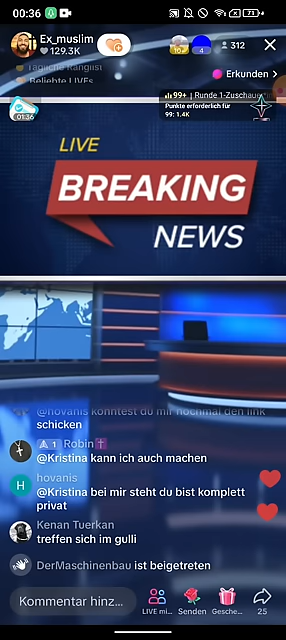 00:36
71
Ex_muslim
129.3K
10
4
312
Tägliche Rangliste
Erkunden >
Beliebte LIVEs
99+ | Runde 1-Zuschauer
Punkte erforderlich für
99: 1.4K
01:36
LIVE
BREAKING
NEWS
@hovanis konntest du mir nochmal den link
schicken
1 Robin
@Kristina kann ich auch machen
H hovanis
@Kristina bei mir steht du bist komplett
privat
Kenan Tuerkan
treffen sich im gulli
DerMaschinenbau ist beigetreten
Kommentar hinz...
LIVE mi...
Senden
Gesche...
25